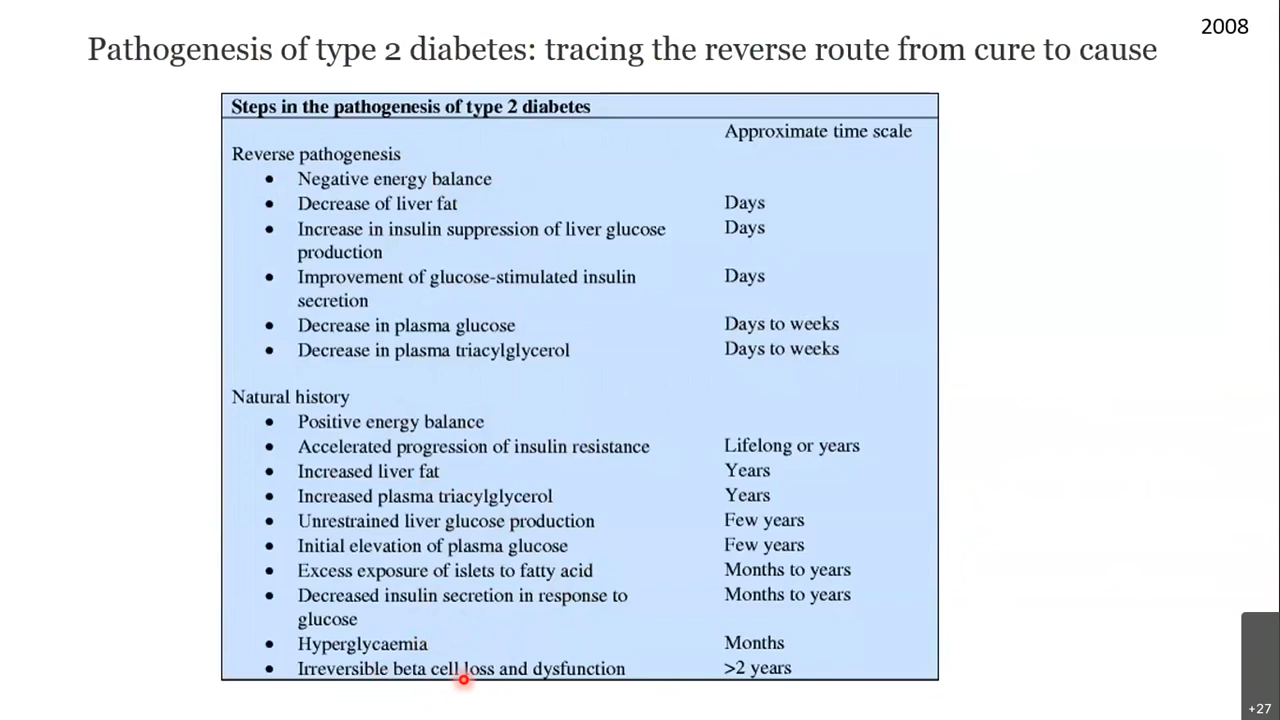 2008
Pathogenesis of type 2 diabetes: tracing the reverse route from cure to cause
Steps in the pathogenesis of type 2 diabetes
Approximate time scale
Reverse pathogenesis
• Negative energy balance
• Decrease of liver fat Days
• Increase in insulin suppression of liver glucose Days
production
• Improvement of glucose-stimulated insulin Days
secretion
• Decrease in plasma glucose Days to weeks
• Decrease in plasma triacylglycerol Days to weeks
Natural history
• Positive energy balance
• Accelerated progression of insulin resistance Lifelong or years
• Increased liver fat Years
• Increased plasma triacylglycerol Years
• Unrestrained liver glucose production Few years
• Initial elevation of plasma glucose Few years
• Excess exposure of islets to fatty acid Months to years
• Decreased insulin secretion in response to Months to years
glucose
• Hyperglycaemia Months
• Irreversible beta cell loss and dysfunction >2 years
+27